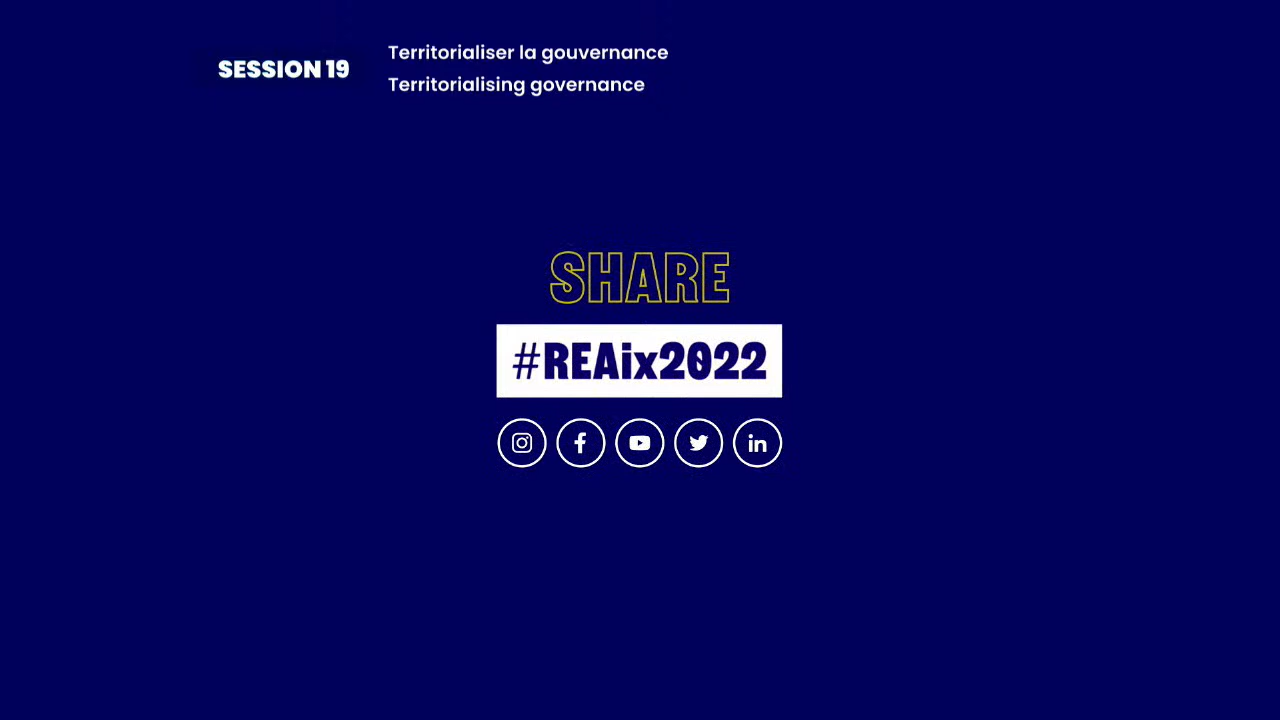 SESSION 19
Territorialiser la gouvernance
Territorialising governance
SHARE
#REAix2022